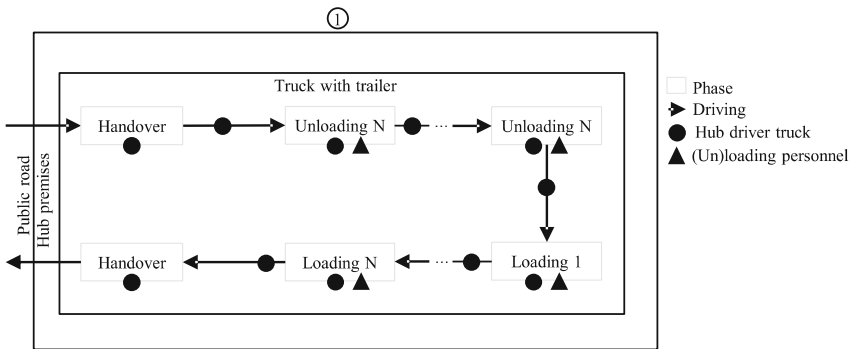 ①
Truck with trailer
Handover
Unloading N
...
Unloading N
Public road
Hub premises
Handover
Loading N
...
Loading 1
Phase
Driving
Hub driver truck
(Un)loading personnel